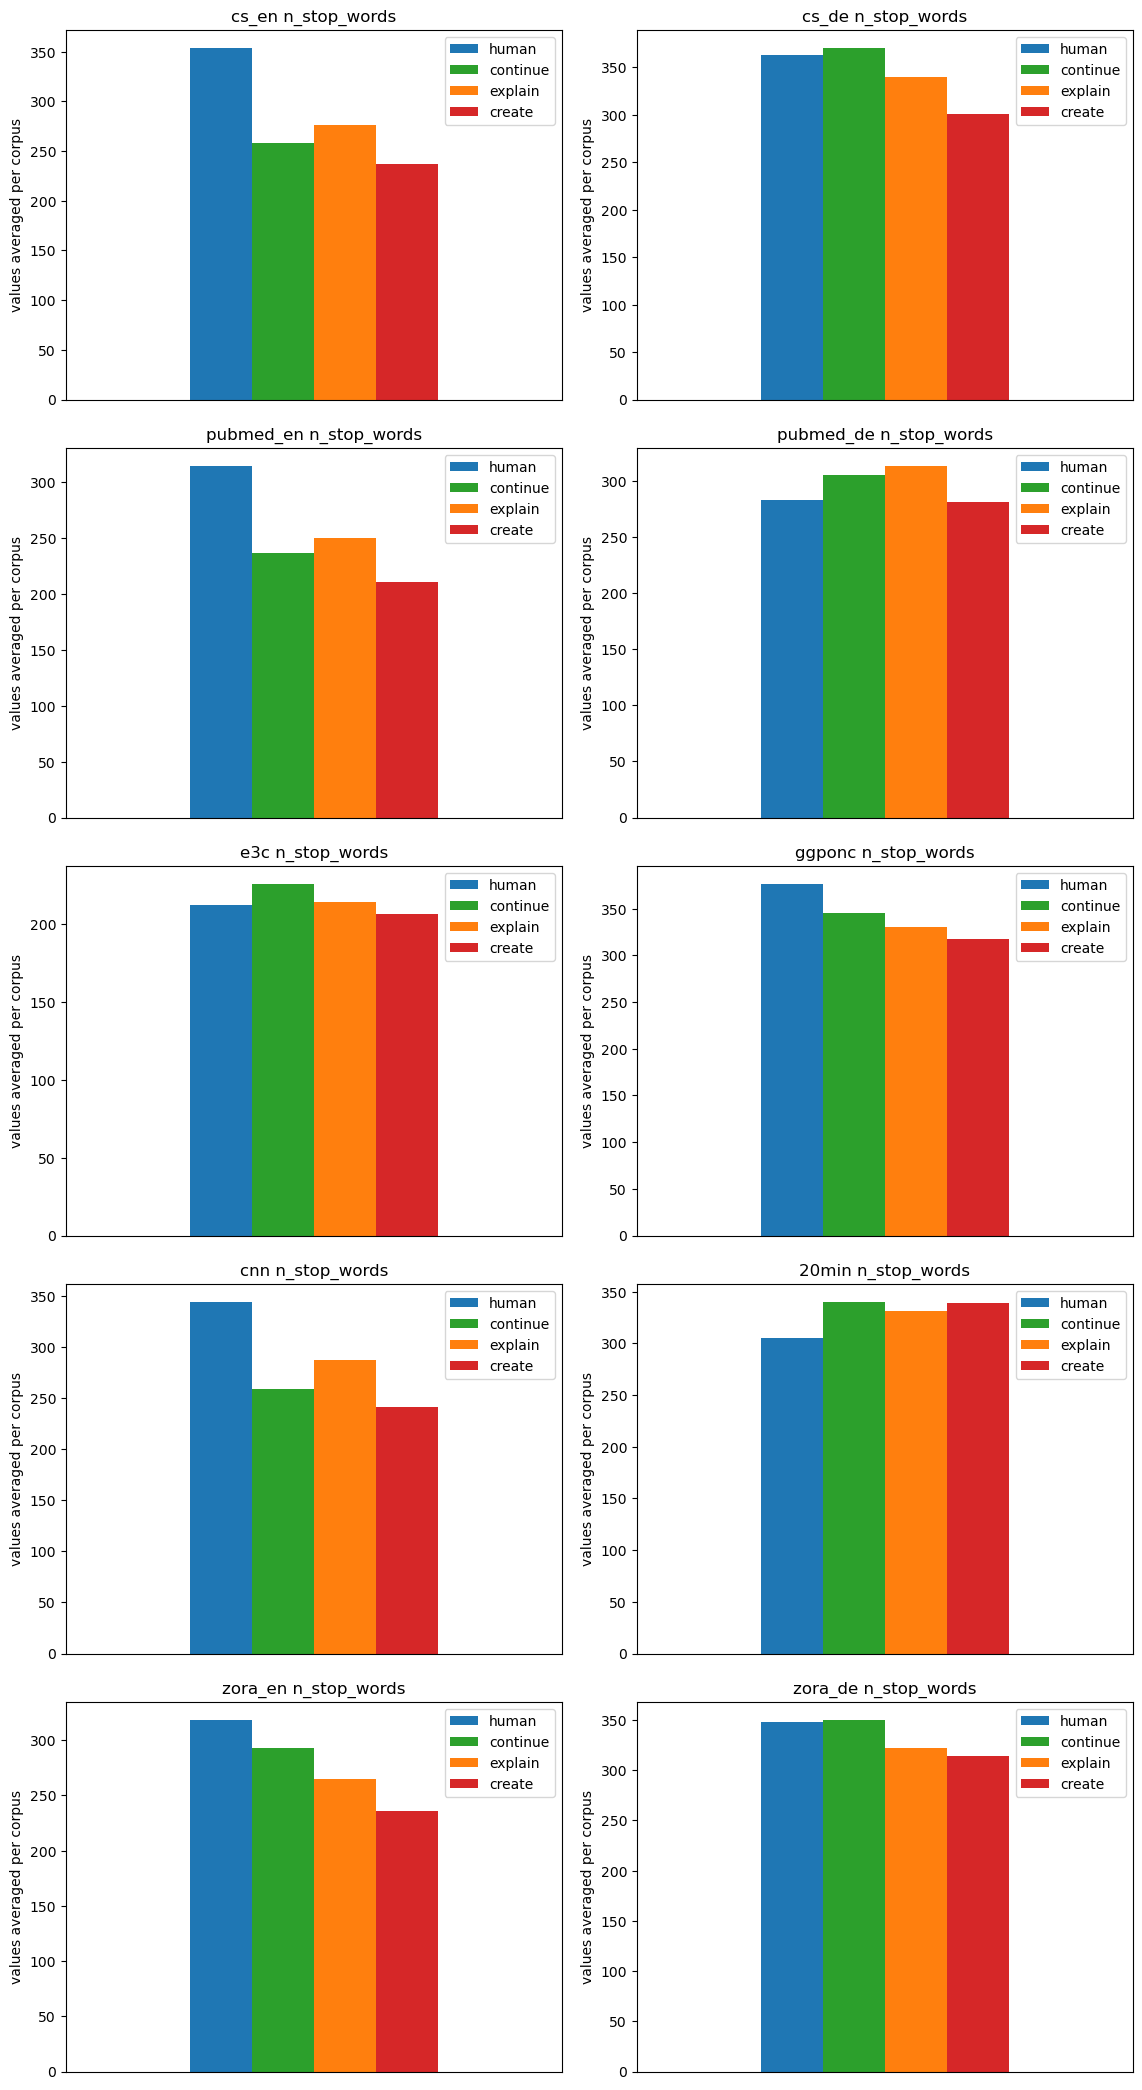 cs_en n_stop_words
values averaged per corpus
350
300
250
200
150
100
50
0
human
continue
explain
create
cs_de n_stop_words
values averaged per corpus
350
300
250
200
150
100
50
0
human
continue
explain
create
pubmed_en n_stop_words
values averaged per corpus
300
250
200
150
100
50
0
human
continue
explain
create
pubmed_de n_stop_words
values averaged per corpus
300
250
200
150
100
50
0
human
continue
explain
create
e3c n_stop_words
values averaged per corpus
200
150
100
50
0
human
continue
explain
create
ggponc n_stop_words
values averaged per corpus
350
300
250
200
150
100
50
0
human
continue
explain
create
cnn n_stop_words
values averaged per corpus
350
300
250
200
150
100
50
0
human
continue
explain
create
20min n_stop_words
values averaged per corpus
350
300
250
200
150
100
50
0
human
continue
explain
create
zora_en n_stop_words
values averaged per corpus
300
250
200
150
100
50
0
human
continue
explain
create
zora_de n_stop_words
values averaged per corpus
350
300
250
200
150
100
50
0
human
continue
explain
create